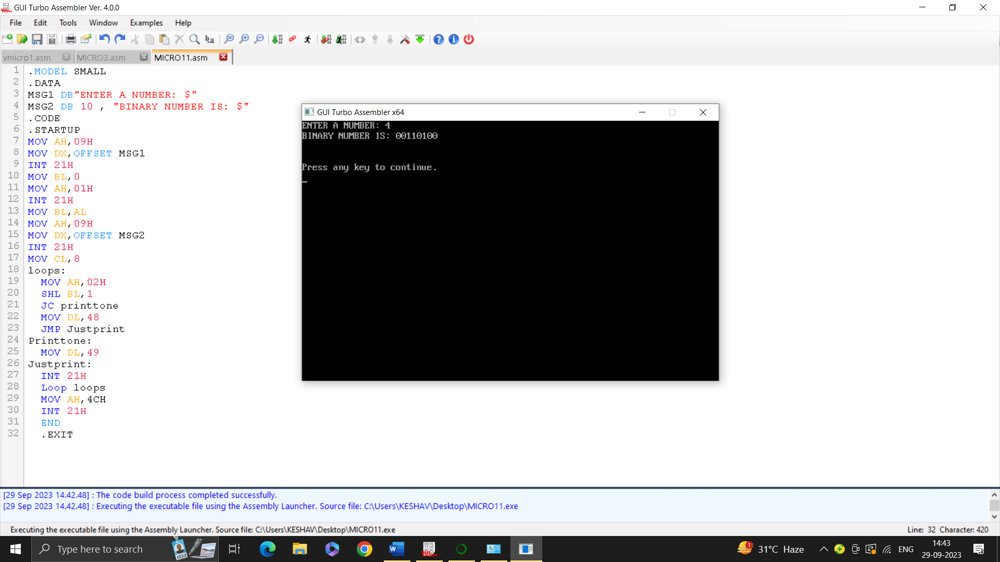 GUI Turbo Assembler Ver. 4.0.0
File Edit Tools Window Examples Help
vmicro1.asm MICRO3.asm MICRO11.asm
1 .MODEL SMALL
2 .DATA
3 MSG1 DB"ENTER A NUMBER: $"
4 MSG2 DB 10 , "BINARY NUMBER IS: $"
5 .CODE
6 .STARTUP
7 MOV AH,09H
8 MOV DX,OFFSET MSG1
9 INT 21H
10 MOV BL,0
11 MOV AH,01H
12 INT 21H
13 MOV BL,AL
14 MOV AH,09H
15 MOV DX,OFFSET MSG2
16 INT 21H
17 MOV CL,8
18 loops:
19 MOV AH,02H
20 SHL BL,1
21 JC printtone
22 MOV DL,48
23 JMP Justprint
24 Printtone:
25 MOV DL,49
26 Justprint:
27 INT 21H
28 Loop loops
29 MOV AH,4CH
30 INT 21H
31 END
32 .EXIT
GUI Turbo Assembler x64
ENTER A NUMBER: 4
BINARY NUMBER IS: 00110100
Press any key to continue.
[29 Sep 2023 14.42.48] : The code build process completed successfully.
[29 Sep 2023 14.42.48] : Executing the executable file using the Assembly Launcher. Source file: C:\Users\KESHAV\Desktop\MICRO11.exe
Executing the executable file using the Assembly Launcher. Source file: C:\Users\KESHAV\Desktop\MICRO11.exe
Line: 32 Character: 420
Type here to search
1
31°C Haze
ENG
14:43
29-09-2023